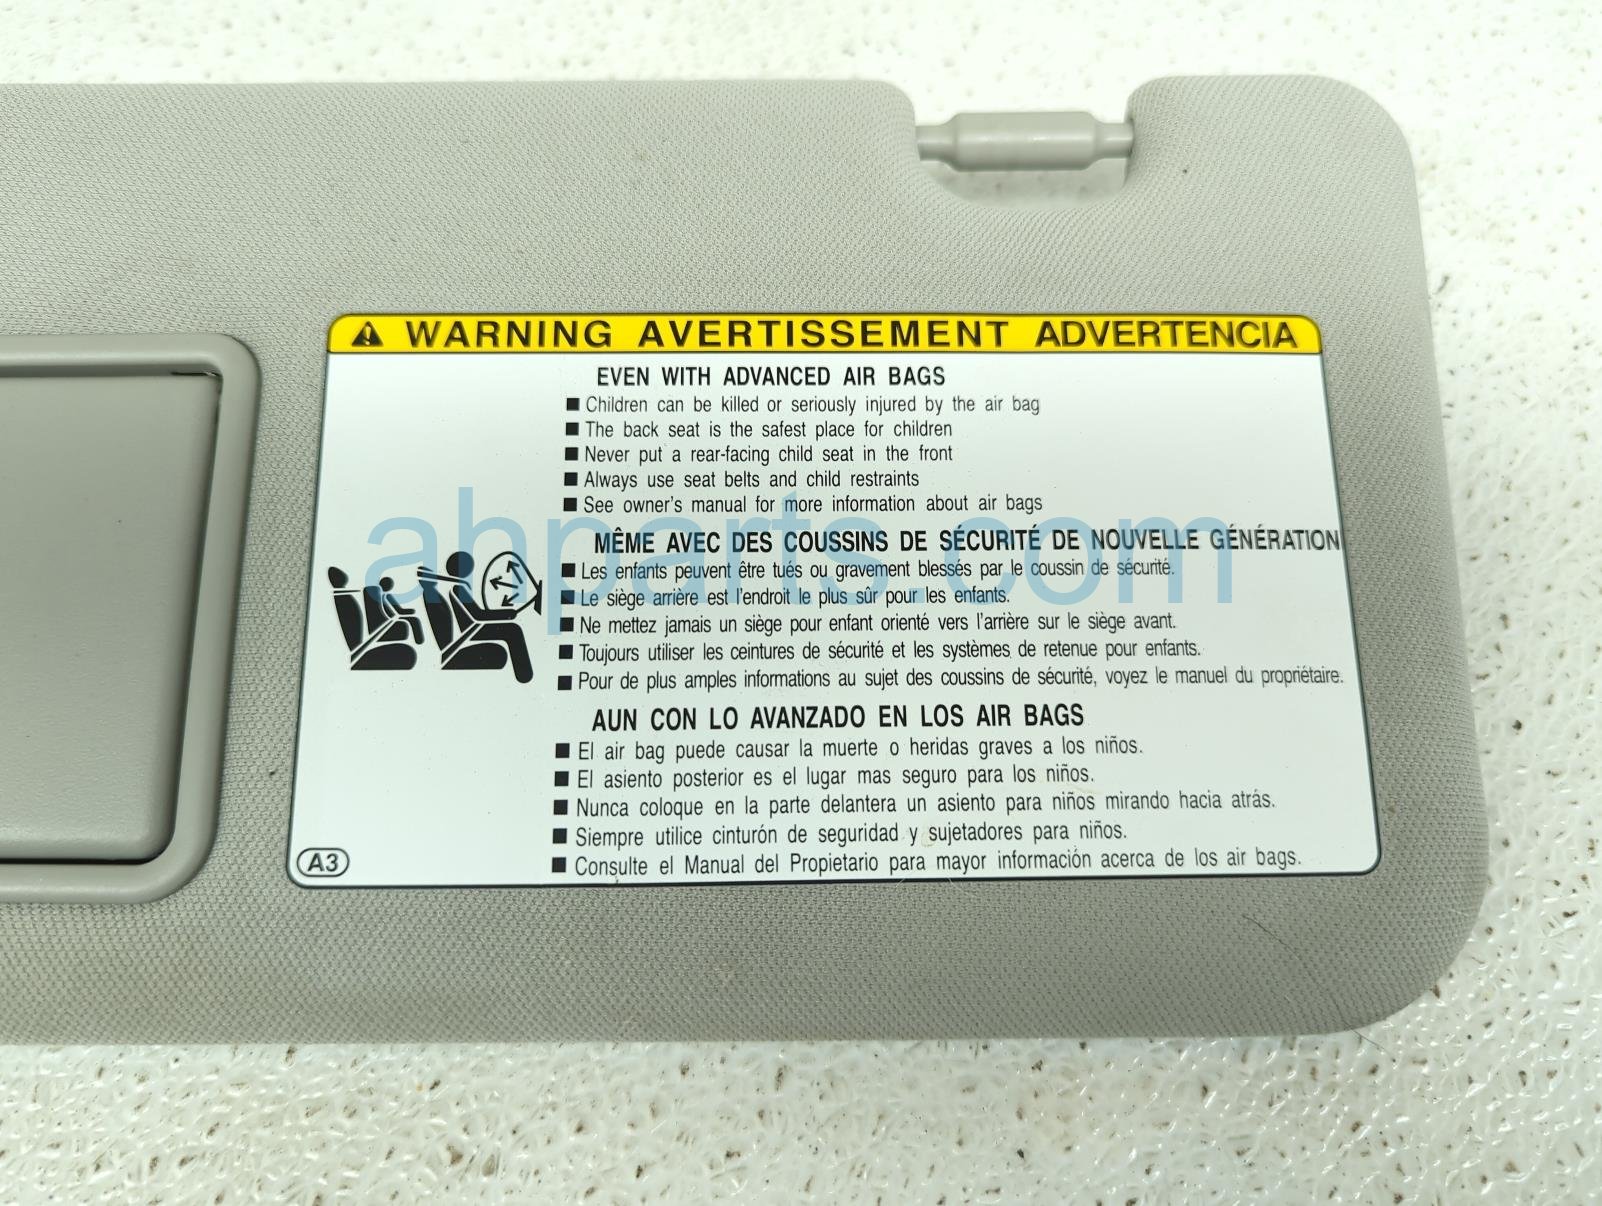 WARNING AVERTISSEMENT ADVERTENCIA
EVEN WITH ADVANCED AIR BAGS
■ Children can be killed or seriously injured by the air bag
■ The back seat is the safest place for children
■ Never put a rear-facing child seat in the front
■ Always use seat belts and child restraints
■ See owner's manual for more information about air bags
MÊME AVEC DES COUSSINS DE SÉCURITÉ DE NOUVELLE GÉNÉRATION
■ Les enfants peuvent être tués ou gravement blessés par le coussin de sécurité.
■ Le siège arrière est l'endroit le plus sûr pour les enfants.
■ Ne mettez jamais un siège pour enfant orienté vers l'arrière sur le siège avant.
■ Toujours utiliser les ceintures de sécurité et les systèmes de retenue pour enfants.
■ Pour de plus amples informations au sujet des coussins de sécurité, voyez le manuel du propriétaire.
AUN CON LO AVANZADO EN LOS AIR BAGS
■ El air bag puede causar la muerte o heridas graves a los niños.
■ El asiento posterior es el lugar mas seguro para los niños.
■ Nunca coloque en la parte delantera un asiento para niños mirando hacia atrás.
■ Siempre utilice cinturón de seguridad y sujetadores para niños.
■ Consulte el Manual del Propietario para mayor información acerca de los air bags.
A3
ahparts.com